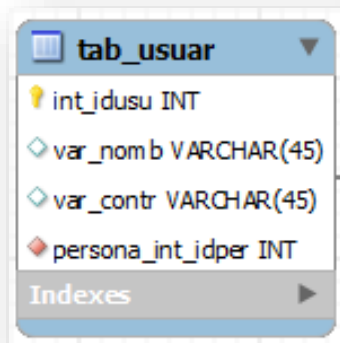 tab_usuar
int_idusu INT
var_nomb VARCHAR(45)
var_contr VARCHAR(45)
persona_int_idper INT
Indexes